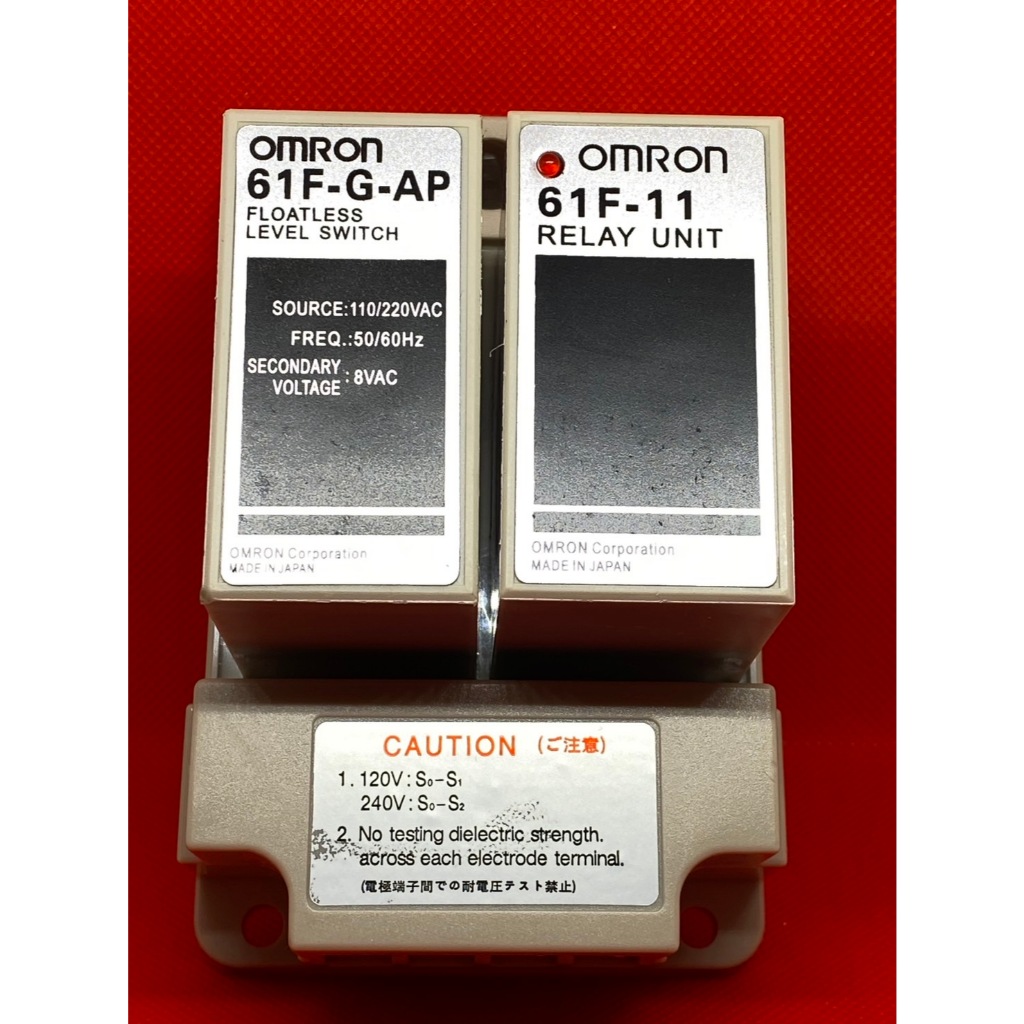 OMRON
61F-G-AP
FLOATLESS
LEVEL SWITCH
SOURCE:110/220VAC
FREQ.:50/60Hz
SECONDARY
VOLTAGE : 8VAC
OMRON Corporation
MADE IN JAPAN
OMRON
61F-11
RELAY UNIT
OMRON Corporation
MADE IN JAPAN
CAUTION (ご注意)
1. 120V : S₀-S₁
240V : S₀-S₂
2. No testing dielectric strength.
across each electrode terminal.
(電極端子間での耐電圧テスト禁止)